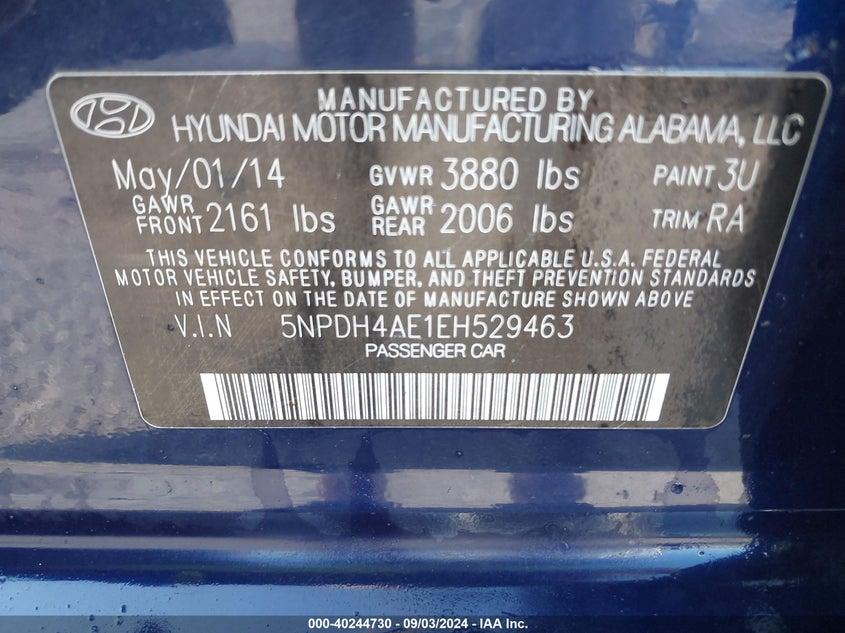 MANUFACTURED BY
HYUNDAI MOTOR MANUFACTURING ALABAMA, LLC
May/01/14 GVWR 3880 lbs PAINT 3U
GAWR FRONT 2161 lbs GAWR REAR 2006 lbs TRIM RA
THIS VEHICLE CONFORMS TO ALL APPLICABLE U.S.A. FEDERAL
MOTOR VEHICLE SAFETY, BUMPER, AND THEFT PREVENTION STANDARDS
IN EFFECT ON THE DATE OF MANUFACTURE SHOWN ABOVE
V.I.N 5NPDH4AE1EH529463
PASSENGER CAR
000-40244730 - 09/03/2024 - IAA Inc.